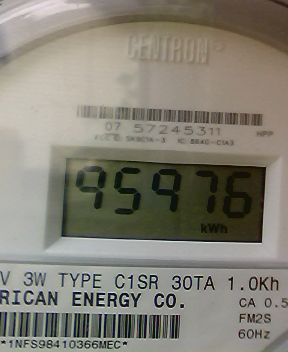 CENTRON
07 57245311
HPP
95976
kWh
V 3W TYPE C1SR 30TA 1.0Kh
RICAN ENERGY CO.
CA 0.5
FM2S
60Hz
*1NFS98410366MEC*